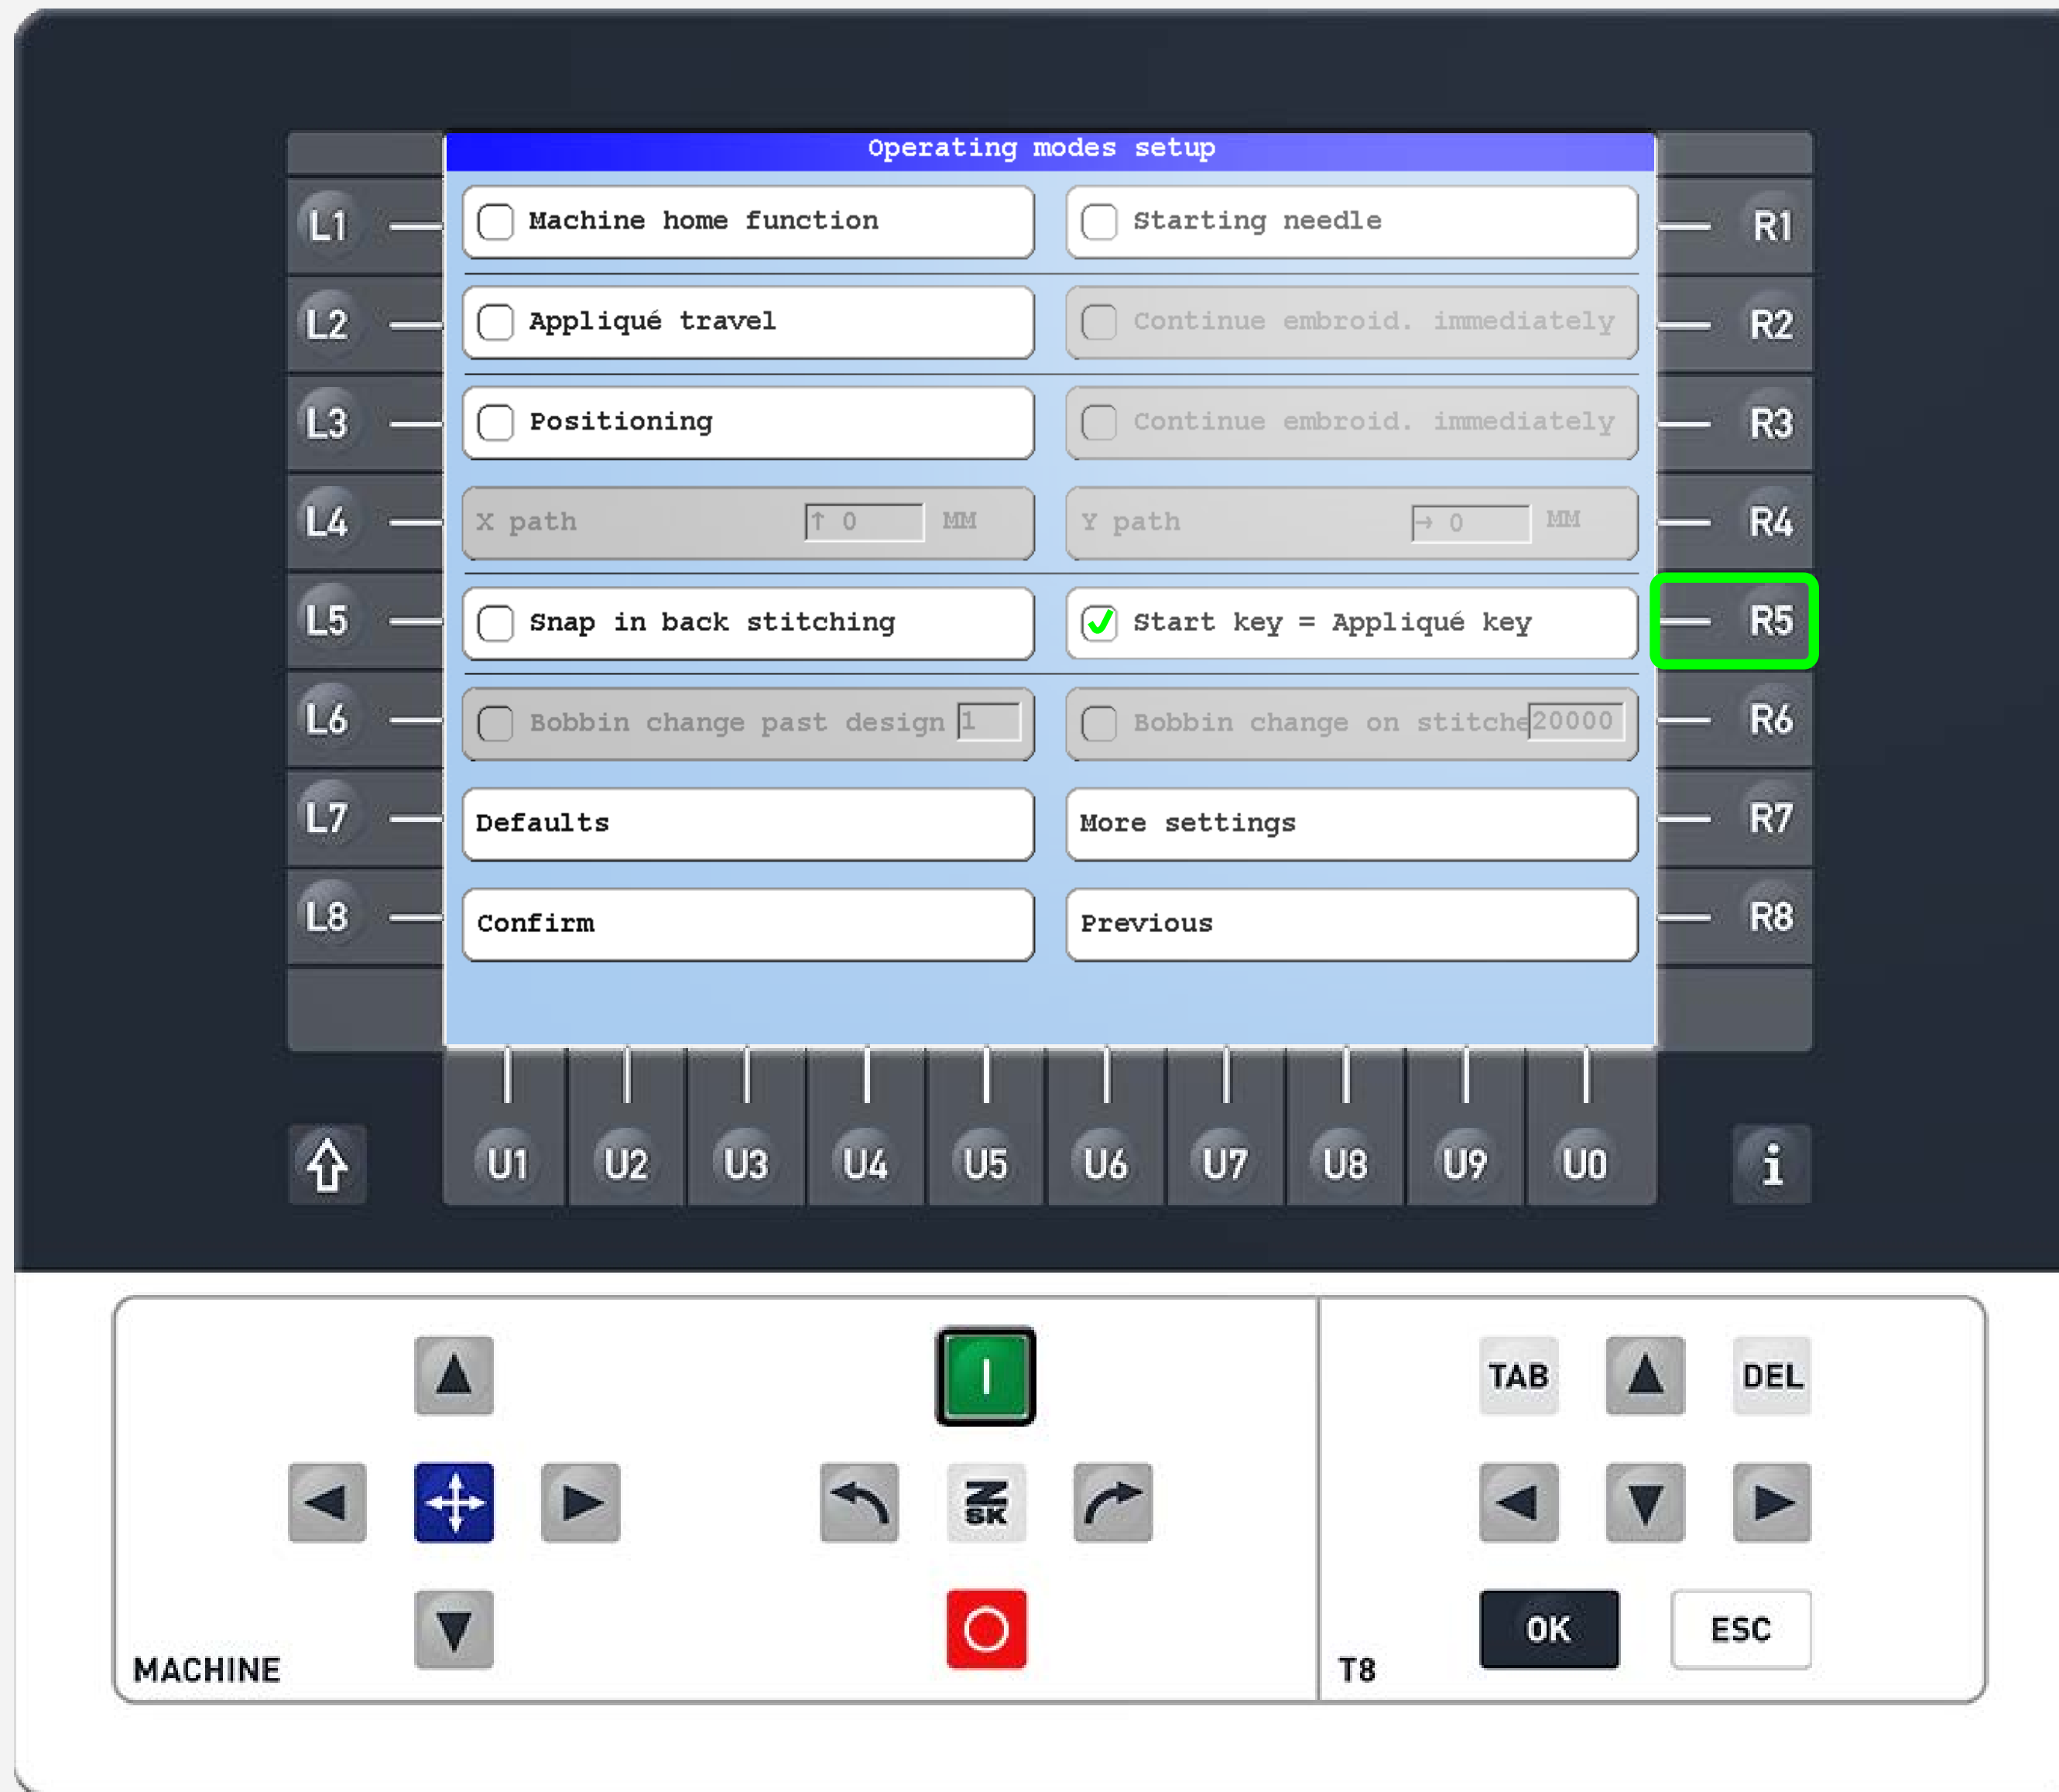 Operating modes setup
L1 Machine home function Starting needle R1
L2 Appliqué travel Continue embroid. immediately R2
L3 Positioning Continue embroid. immediately R3
L4 X path ↑ 0 MM Y path → 0 MM R4
L5 Snap in back stitching Start key = Appliqué key R5
L6 Bobbin change past design 1 Bobbin change on stitche 20000 R6
L7 Defaults More settings R7
L8 Confirm Previous R8
U1 U2 U3 U4 U5 U6 U7 U8 U9 U0 i
I TAB DEL
ZSK
OK ESC
MACHINE T8